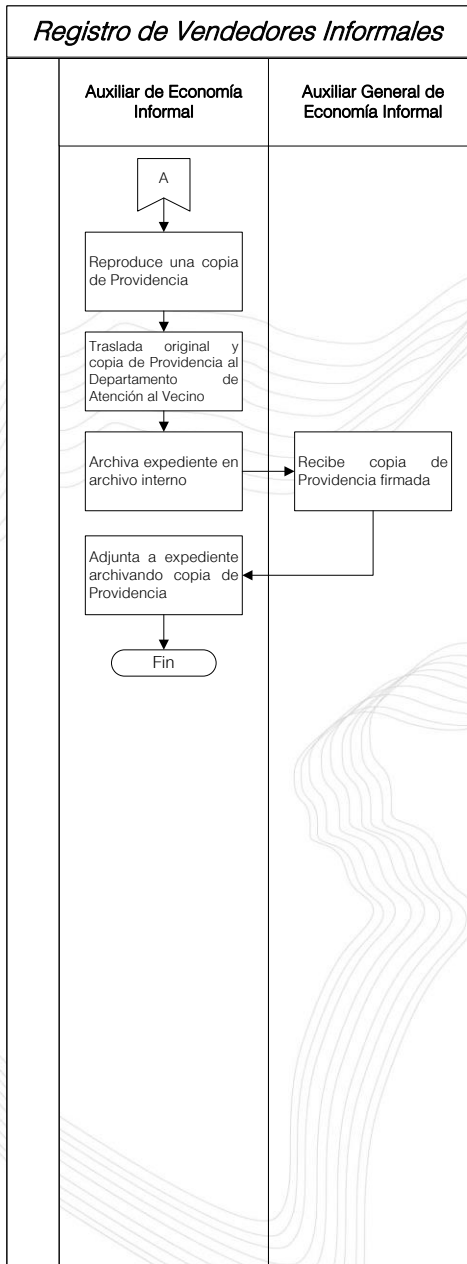 Registro de Vendedores Informales
Auxiliar de Economía
Informal
Auxiliar General de
Economía Informal
A
Reproduce una copia
de Providencia
Traslada original y
copia de Providencia al
Departamento de
Atención al Vecino
Archiva expediente en
archivo interno
Recibe copia de
Providencia firmada
Adjunta a expediente
archivando copia de
Providencia
Fin